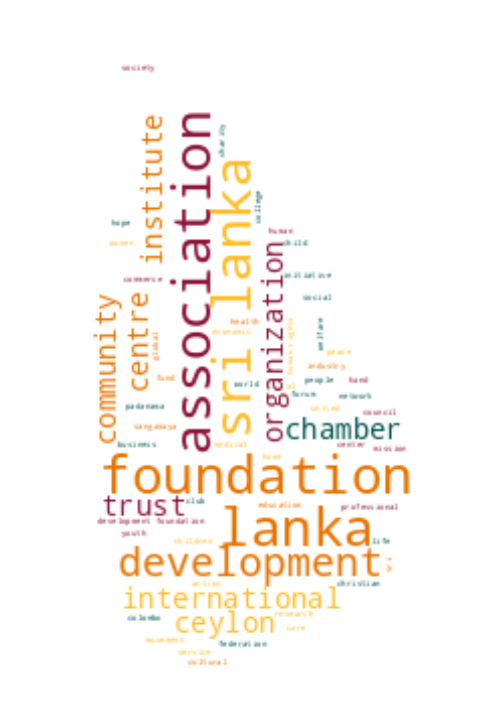 society
institute
association
charity
sri lanka
college
hope
women
human
child
organization
commerce
initiative
community
centre
social
global
health
economic
human rights
welfare
peace
industry
fund
world
people
hand
forum
network
padanama
united
council
sangamaya
chamber
business
medical
center
mission
home
foundation
trust
club
education
professional
development foundation
lanka
youth
children
life
development
action
christian
international
colombo
research
ceylon
care
movement
federation
service
cultural